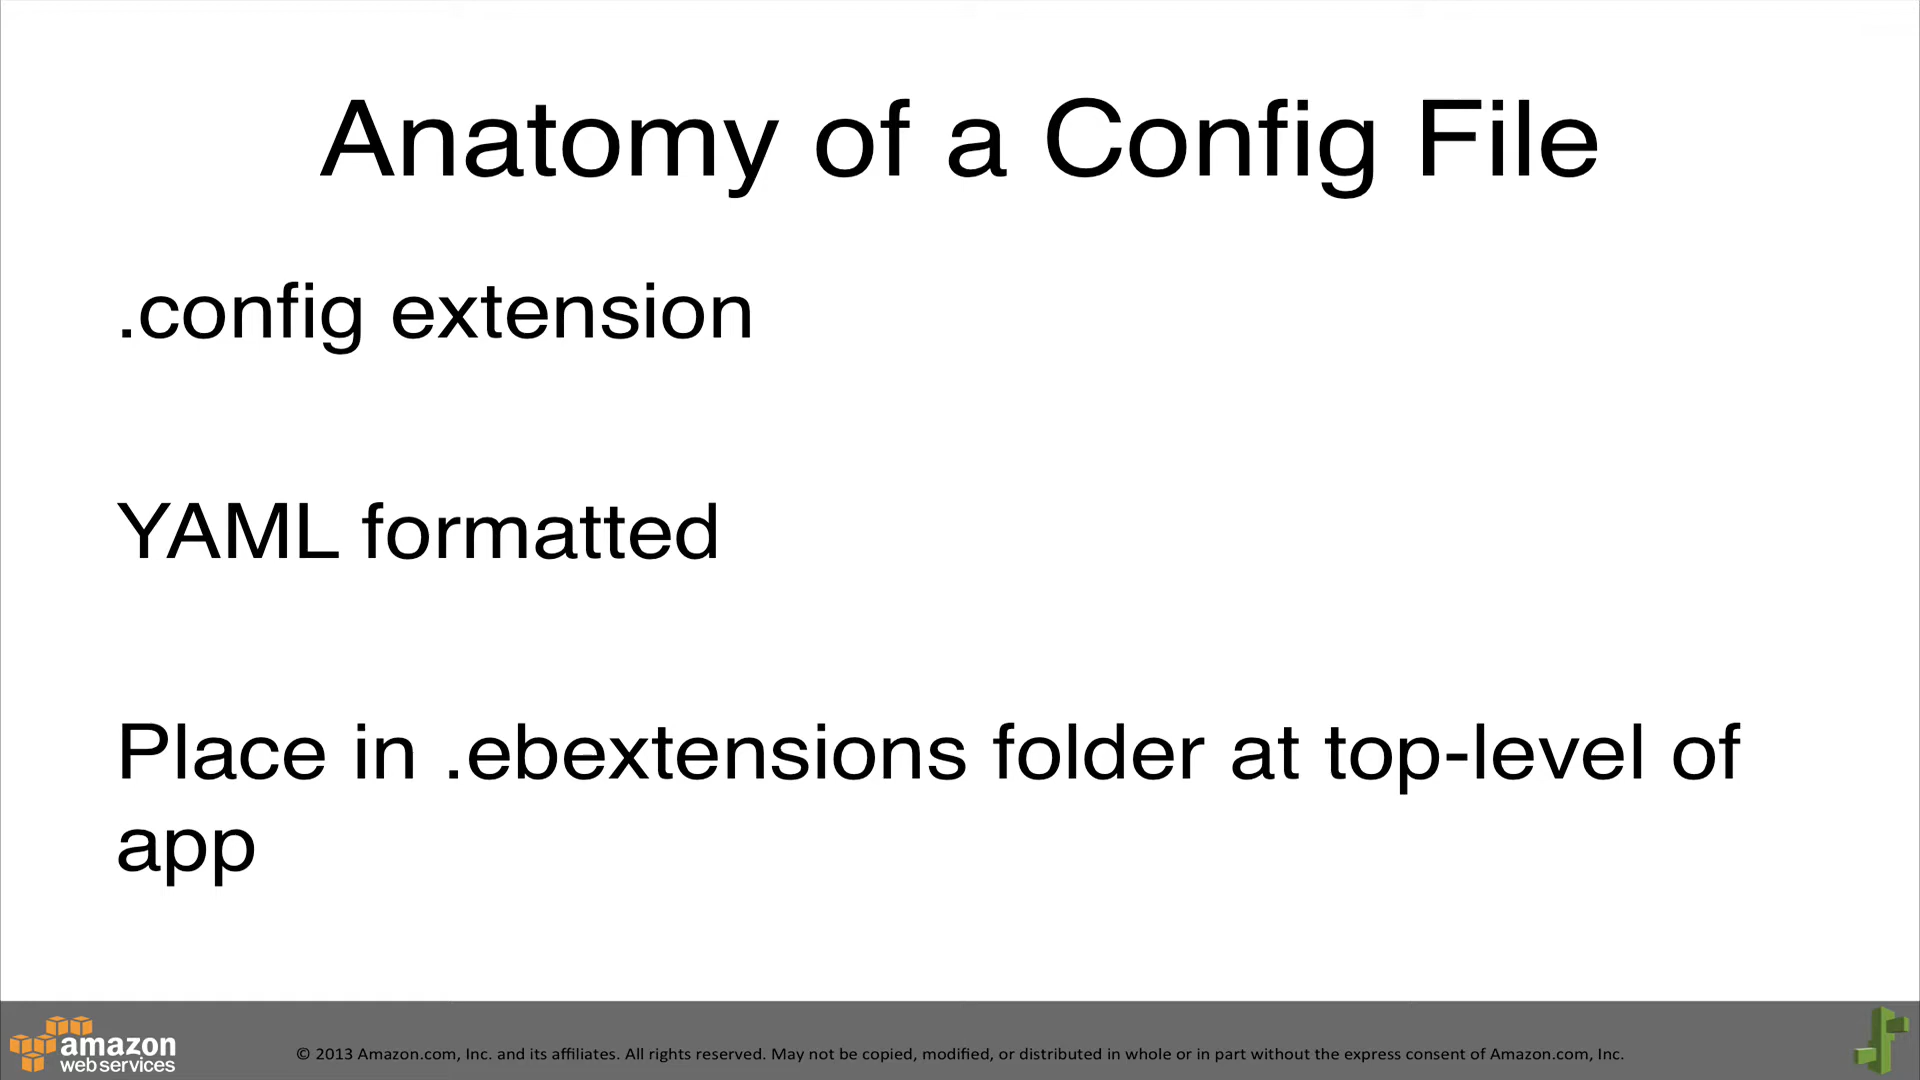 Anatomy of a Config File
.config extension
YAML formatted
Place in .ebextensions folder at top-level of
app
amazon
webservices
© 2013 Amazon.com, Inc. and its affiliates. All rights reserved. May not be copied, modified, or distributed in whole or in part without the express consent of Amazon.com, Inc.